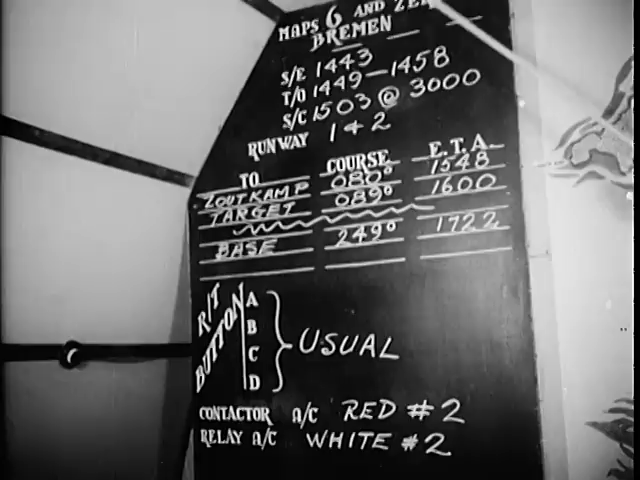 MAPS 6 AND ZE
BREMEN
S/E 1443
T/O 1449-1458
S/C 1503 @ 3000
RUNWAY 1 & 2
TO COURSE E.T.A.
ZOUTKAMP 080° 1548
TARGET 089° 1600
BASE 249° 1722
R/T BUTTON
A
B
C
D
USUAL
CONTACTOR A/C RED #2
RELAY A/C WHITE #2